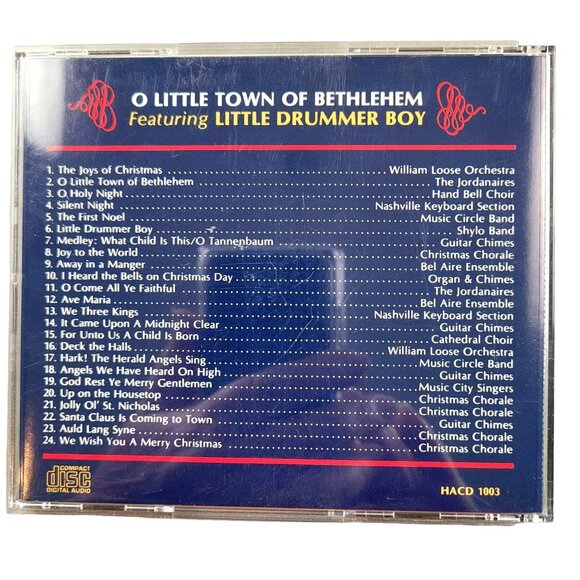 O LITTLE TOWN OF BETHLEHEM
Featuring LITTLE DRUMMER BOY
1. The Joys of Christmas William Loose Orchestra
2. O Little Town of Bethlehem The Jordanaires
3. O Holy Night Hand Bell Choir
4. Silent Night Nashville Keyboard Section
5. The First Noel Music Circle Band
6. Little Drummer Boy Shylo Band
7. Medley: What Child Is This/O Tannenbaum Guitar Chimes
8. Joy to the World Christmas Chorale
9. Away in a Manger Bel Aire Ensemble
10. I Heard the Bells on Christmas Day Organ & Chimes
11. O Come All Ye Faithful The Jordanaires
12. Ave Maria Bel Aire Ensemble
13. We Three Kings Nashville Keyboard Section
14. It Came Upon A Midnight Clear Guitar Chimes
15. For Unto Us A Child Is Born Cathedral Choir
16. Deck the Halls William Loose Orchestra
17. Hark! The Herald Angels Sing Music Circle Band
18. Angels We Have Heard On High Guitar Chimes
19. God Rest Ye Merry Gentlemen Music City Singers
20. Up on the Housetop Christmas Chorale
21. Jolly Ol' St. Nicholas Christmas Chorale
22. Santa Claus Is Coming to Town Guitar Chimes
23. Auld Lang Syne Christmas Chorale
24. We Wish You A Merry Christmas Christmas Chorale
COMPACT
disc
DIGITAL AUDIO
HACD 1003